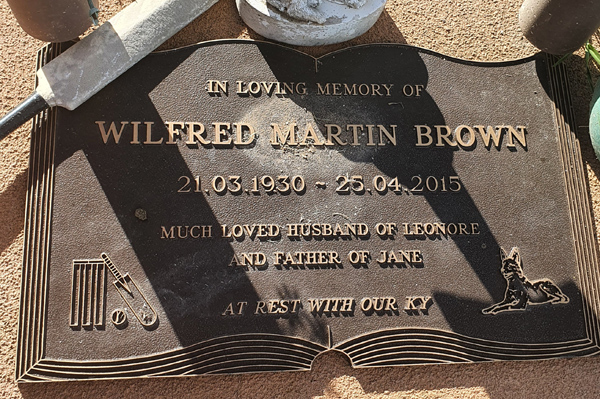 IN LOVING MEMORY OF
WILFRED MARTIN BROWN
21.03.1930 ~ 25.04.2015
MUCH LOVED HUSBAND OF LEONORE
AND FATHER OF JANE
AT REST WITH OUR KY